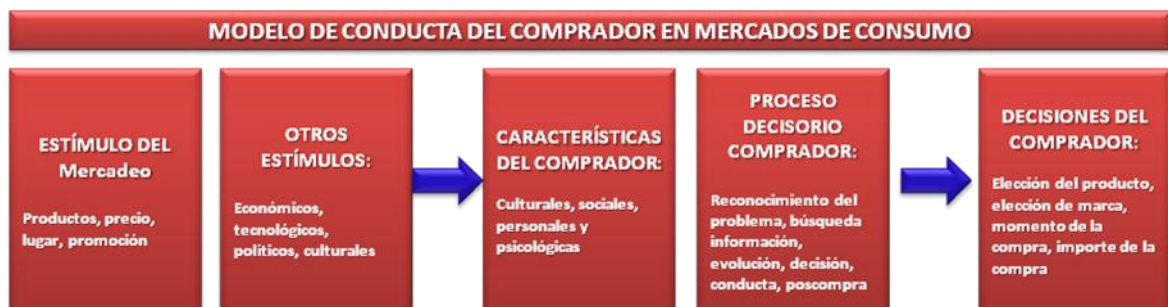 MODELO DE CONDUCTA DEL COMPRADOR EN MERCADOS DE CONSUMO
ESTÍMULO DEL
Mercadeo
Productos, precio,
lugar, promoción
OTROS
ESTÍMULOS:
Económicos,
tecnológicos,
políticos, culturales
CARACTERÍSTICAS
DEL COMPRADOR:
Culturales, sociales,
personales y
psicológicas
PROCESO
DECISORIO
COMPRADOR:
Reconocimiento del
problema, búsqueda
información,
evolución, decisión,
conducta, poscompra
DECISIONES DEL
COMPRADOR:
Elección del producto,
elección de marca,
momento de la
compra, importe de la
compra